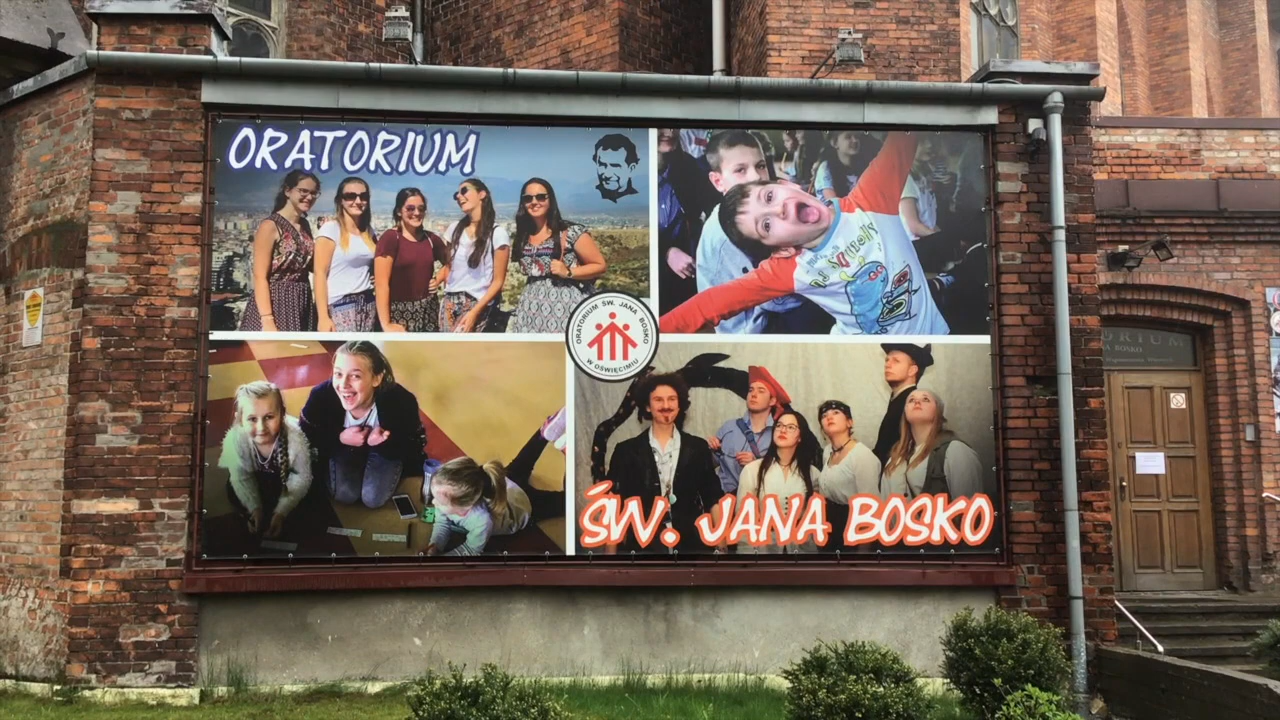 ORATORIUM
ORATORIUM ŚW. JANA BOSKO
W OŚWIĘCIMIU
ŚW. JANA BOSKO